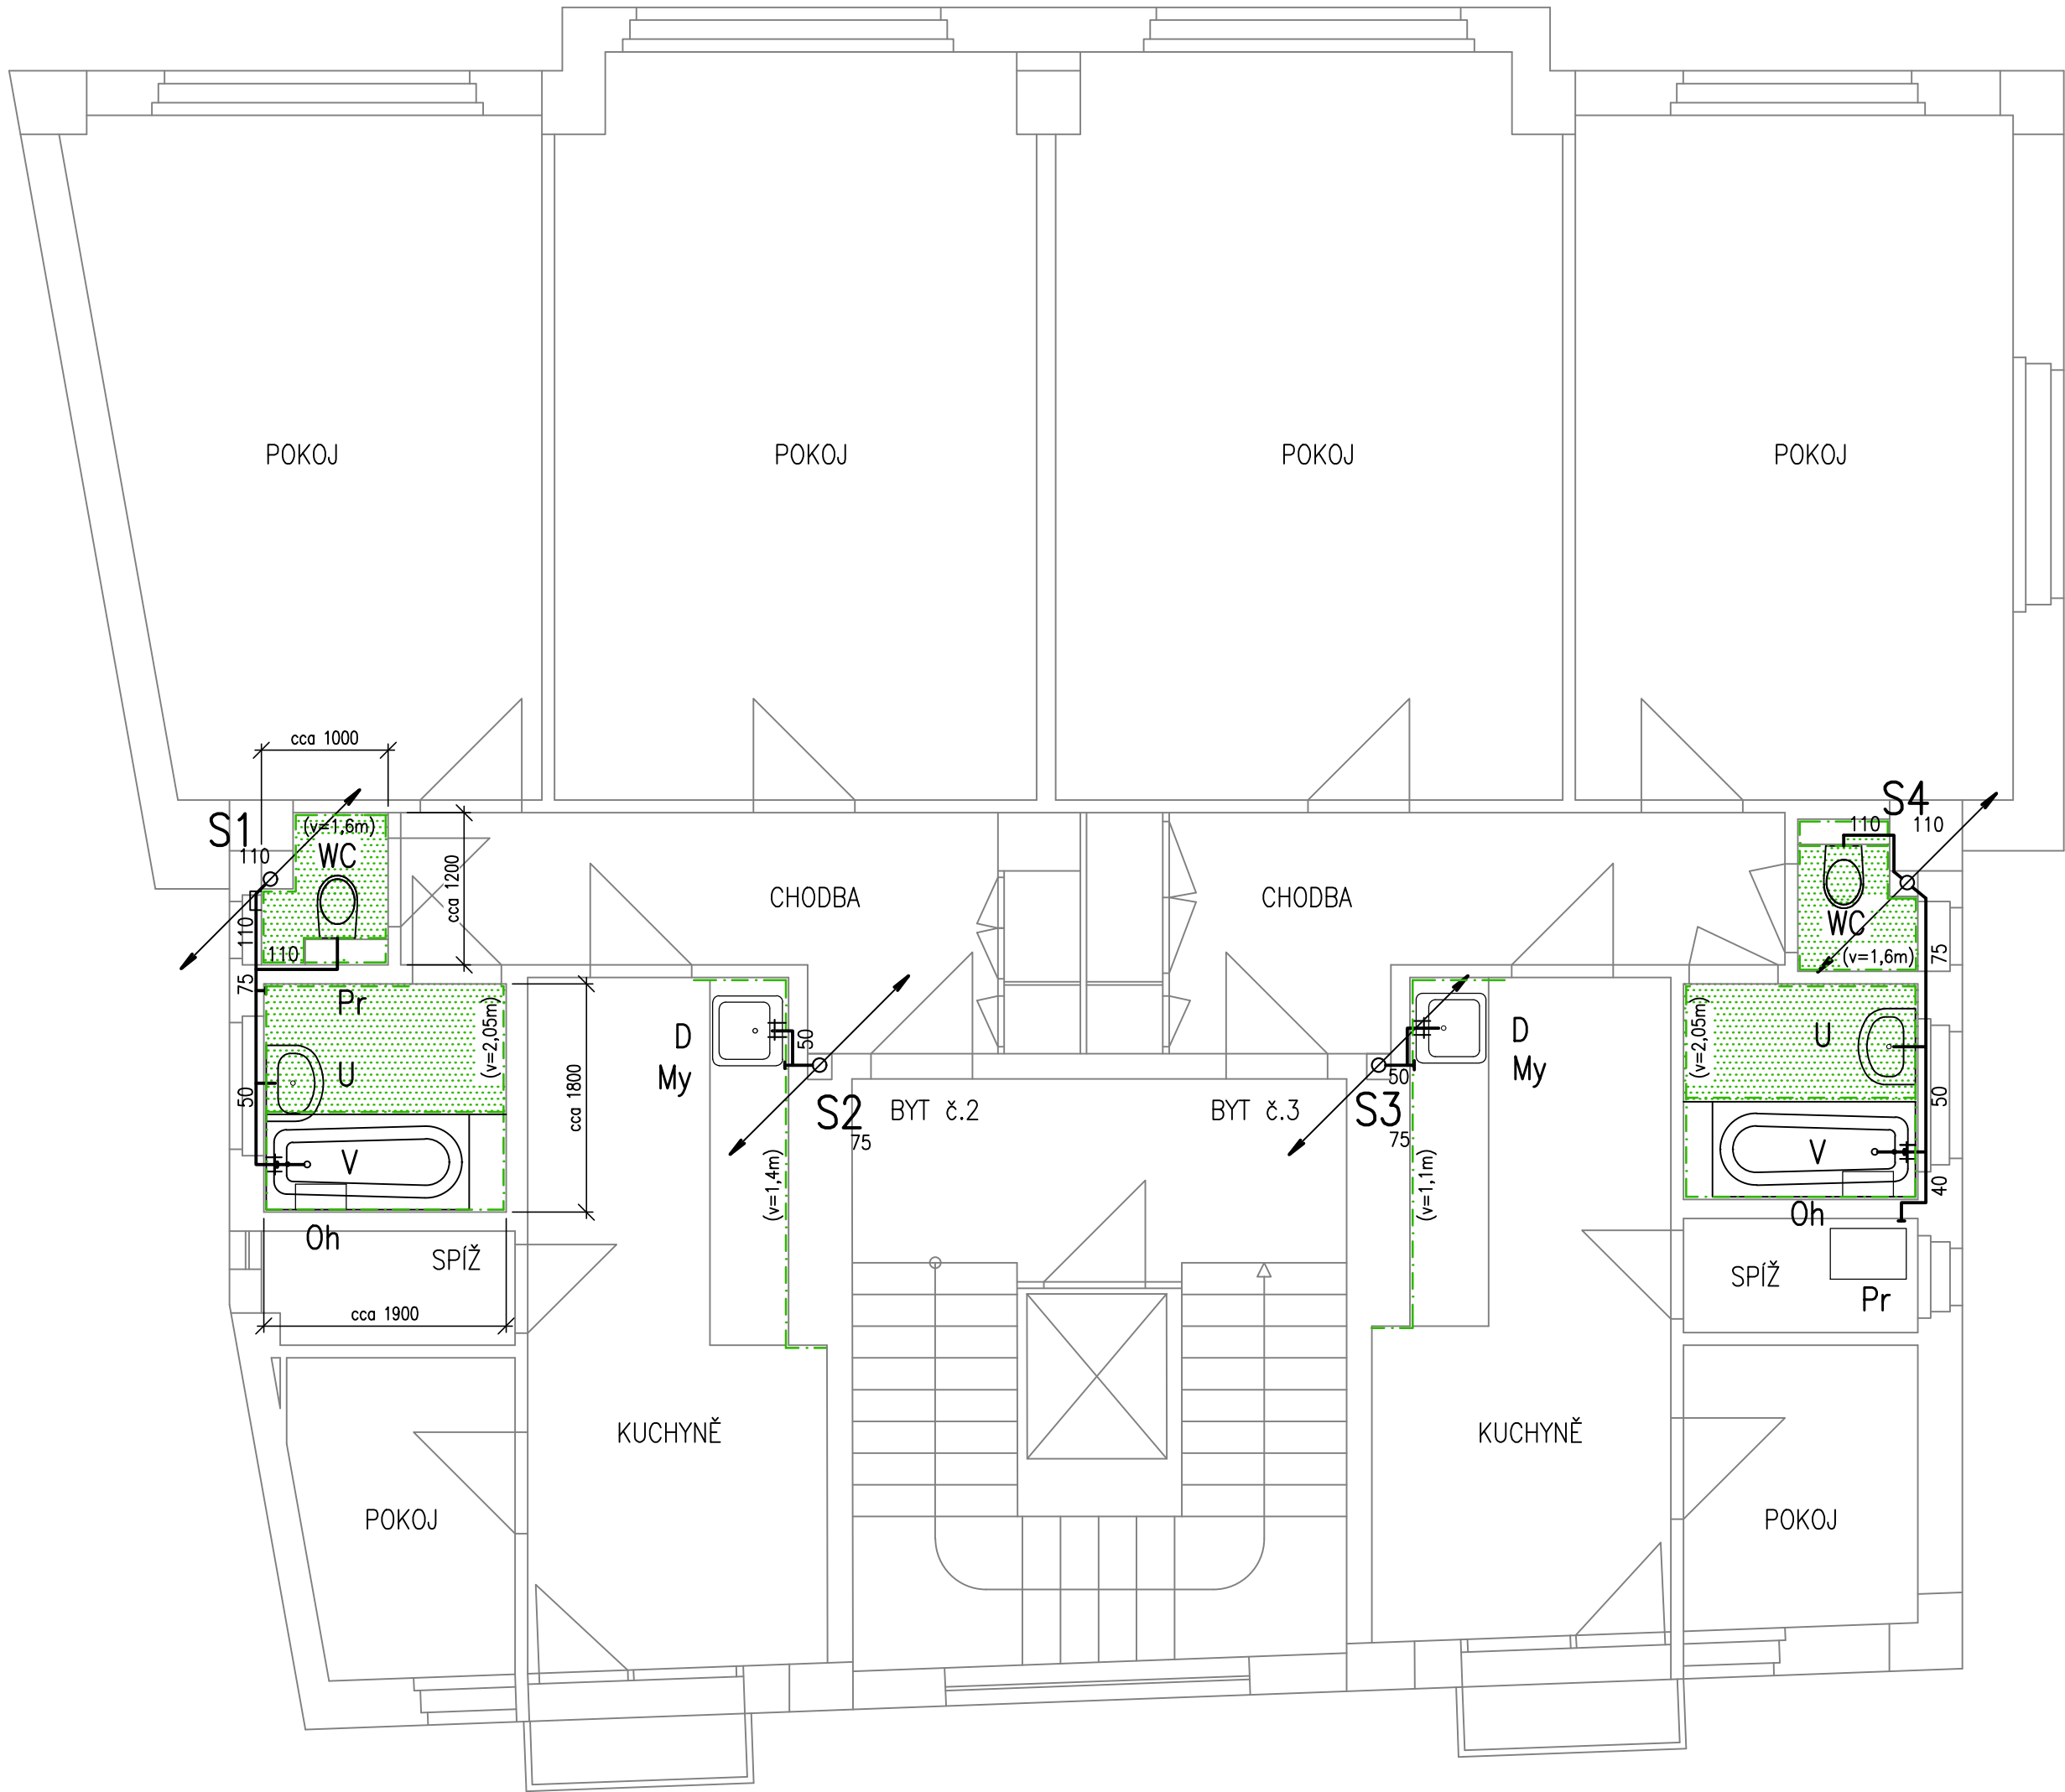 POKOJ
POKOJ
POKOJ
POKOJ
cca 1000
S1
110
(v=1,6m)
WC
cca 1200
110
110
75
Pr
(v=2,05m)
U
50
V
Oh
cca 1800
SPÍŽ
cca 1900
POKOJ
CHODBA
CHODBA
D
My
50
S2
75
(v=1,4m)
BYT č.2
BYT č.3
KUCHYNĚ
S3
50
75
(v=1,1m)
D
My
KUCHYNĚ
S4
110
110
WC
(v=1,6m)
75
(v=2,05m)
U
50
V
40
Oh
SPÍŽ
Pr
POKOJ